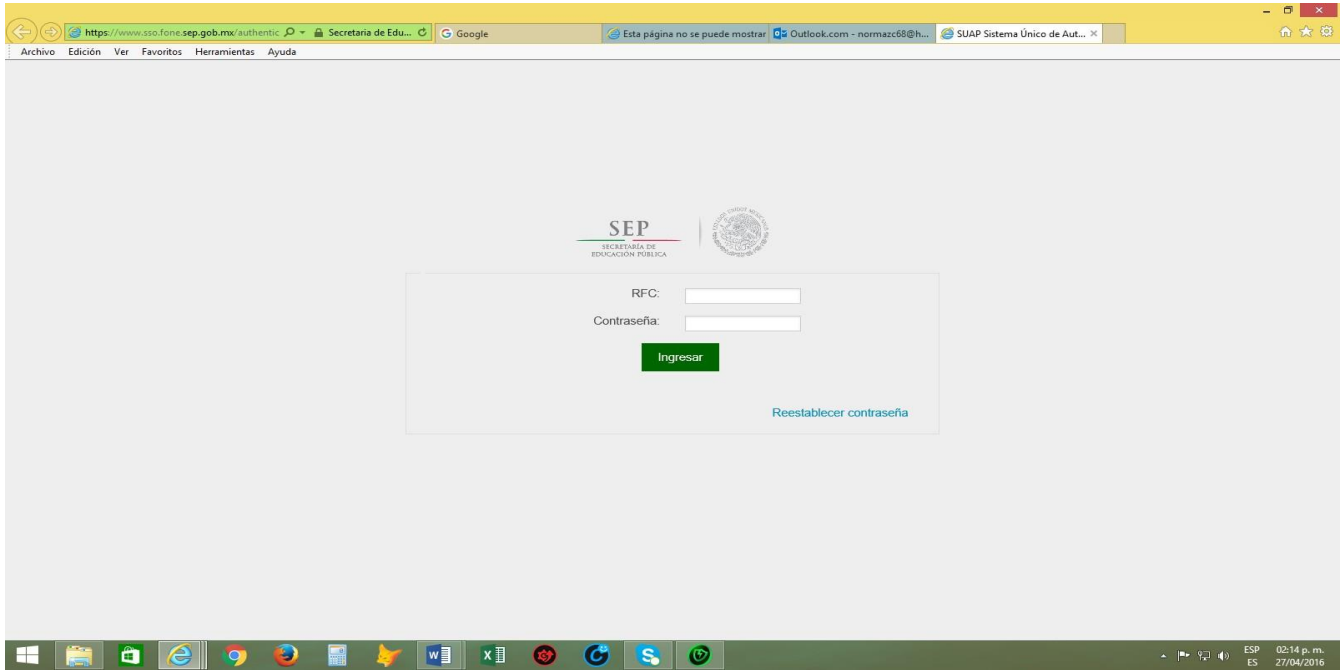 https://www.sso.fone.sep.gob.mx/authentic
Secretaria de Edu...
Google
Esta página no se puede mostrar
Outlook.com - normazc68@h...
SUAP Sistema Único de Aut...
Archivo Edición Ver Favoritos Herramientas Ayuda
SEP
SECRETARÍA DE
EDUCACIÓN PÚBLICA
RFC:
Contraseña:
Ingresar
Reestablecer contraseña
ESP 02:14 p. m.
ES 27/04/2016